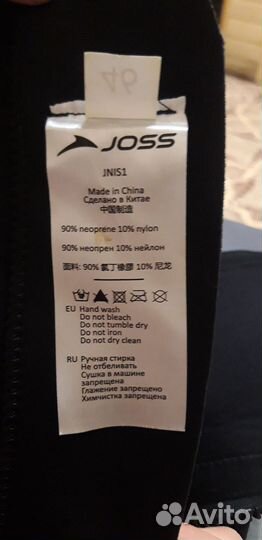 46
JOSS
JNIS1
Made in China
Сделано в Китае
中国制造
90% neoprene 10% nylon
90% неопрен 10% нейлон
面料: 90% 氯丁橡胶 10% 尼龙
EU Hand wash
Do not bleach
Do not tumble dry
Do not iron
Do not dry clean
RU Ручная стирка
Не отбеливать
Сушка в машине
запрещена
Глажение запрещено
Химчистка запрещена
Avito